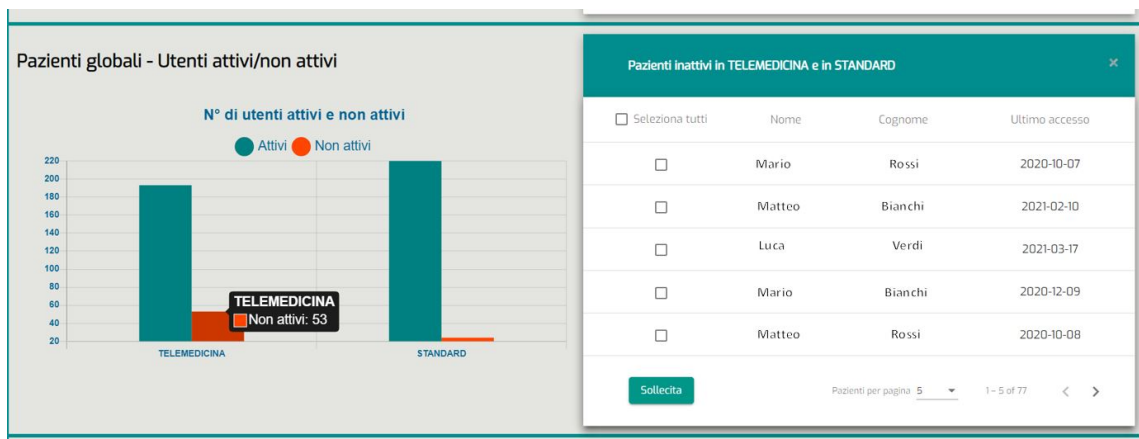 Pazienti globali - Utenti attivi/non attivi
N° di utenti attivi e non attivi
Attivi Non attivi
220
200
180
160
140
120
100
80
60
40
20
TELEMEDICINA
Non attivi: 53
TELEMEDICINA STANDARD
Pazienti inattivi in TELEMEDICINA e in STANDARD ×
Seleziona tutti Nome Cognome Ultimo accesso
Mario Rossi 2020-10-07
Matteo Bianchi 2021-02-10
Luca Verdi 2021-03-17
Mario Bianchi 2020-12-09
Matteo Rossi 2020-10-08
Sollecita Pazienti per pagina 5 1 – 5 of 77